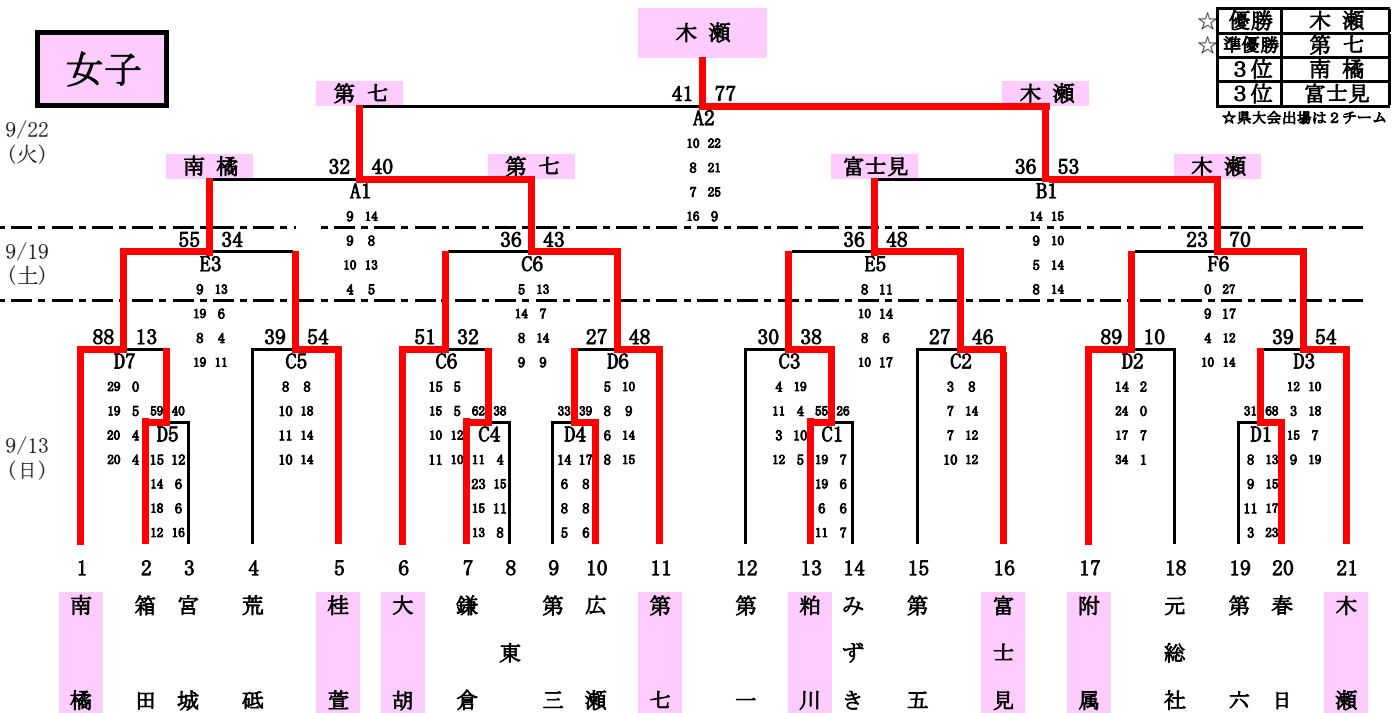 女子
木 瀬
☆ 優勝 木 瀬
☆ 準優勝 第 七
3位 南 橘
3位 富士見
☆県大会出場は2チーム
第 七 41 77 木 瀬
A2
9/22
(火)
10 22
8 21
7 25
16 9
南 橘 32 40 第 七 富士見 36 53 木 瀬
A1 B1
9 14 14 15
9 8 9 10
10 13 5 14
4 5 8 14
9/19
(土)
55 34 36 43 36 48 23 70
E3 C6 E5 F6
9 13 5 13 8 11 0 27
19 6 14 7 10 14 9 17
8 4 8 14 8 6 4 12
19 11 9 9 10 17 10 14
9/13
(日)
88 13 39 54 51 32 27 48 30 38 27 46 89 10 39 54
D7 C5 C6 D6 C3 C2 D2 D3
29 0 8 8 15 5 5 10 4 19 3 8 14 2 12 10
19 5 10 18 15 5 8 9 11 4 7 14 24 0 3 18
20 4 11 14 10 12 6 14 3 10 7 12 17 7 15 7
20 4 10 14 11 10 8 15 12 5 10 12 34 1 9 19
59 40 62 38 33 39 55 26 31 68
D5 C4 D4 C1 D1
15 12 11 4 14 17 19 7 8 13
14 6 23 15 6 8 19 6 9 15
18 6 15 11 8 8 6 6 11 17
12 16 13 8 5 6 11 7 3 23
1 2 3 4 5 6 7 8 9 10 11 12 13 14 15 16 17 18 19 20 21
南橘
箱田
宮城
荒砥
桂萱
大胡
鎌倉
東
第三
広瀬
第七
第一
粕川
みずき
第五
富士見
附属
元総社
第六
春日
木瀬